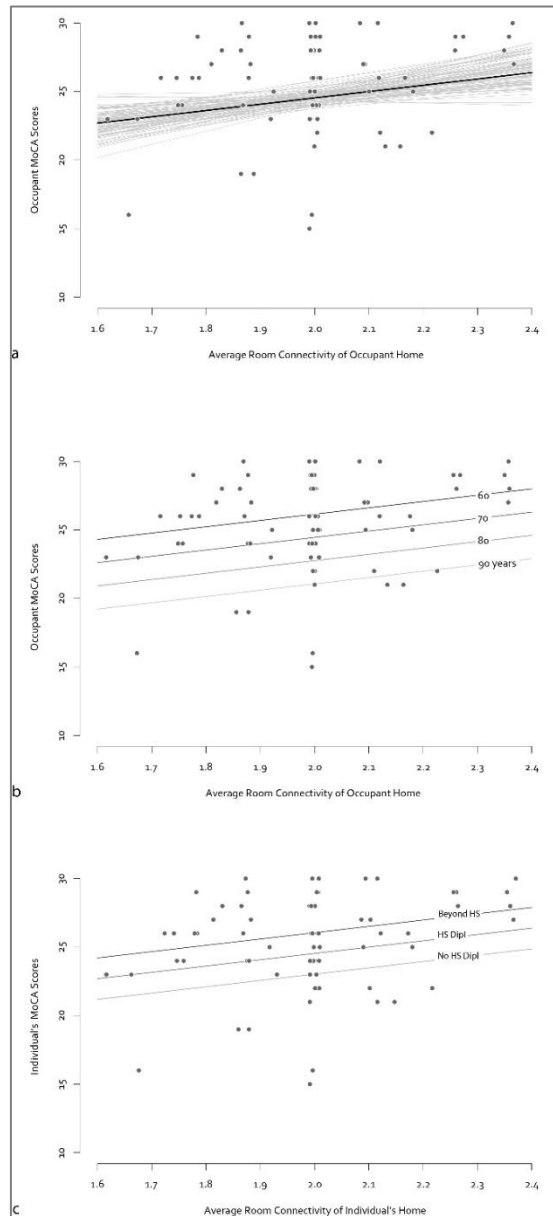 30
25
20
15
10
Occupant MoCA Scores
1.6 1.7 1.8 1.9 2.0 2.1 2.2 2.3 2.4
a
Average Room Connectivity of Occupant Home
30
25
20
15
10
Occupant MoCA Scores
60
70
80
90 years
1.6 1.7 1.8 1.9 2.0 2.1 2.2 2.3 2.4
b
Average Room Connectivity of Occupant Home
30
25
20
15
10
Individual's MoCA Scores
Beyond HS
HS Dipl
No HS Dipl
1.6 1.7 1.8 1.9 2.0 2.1 2.2 2.3 2.4
c
Average Room Connectivity of Individual's Home